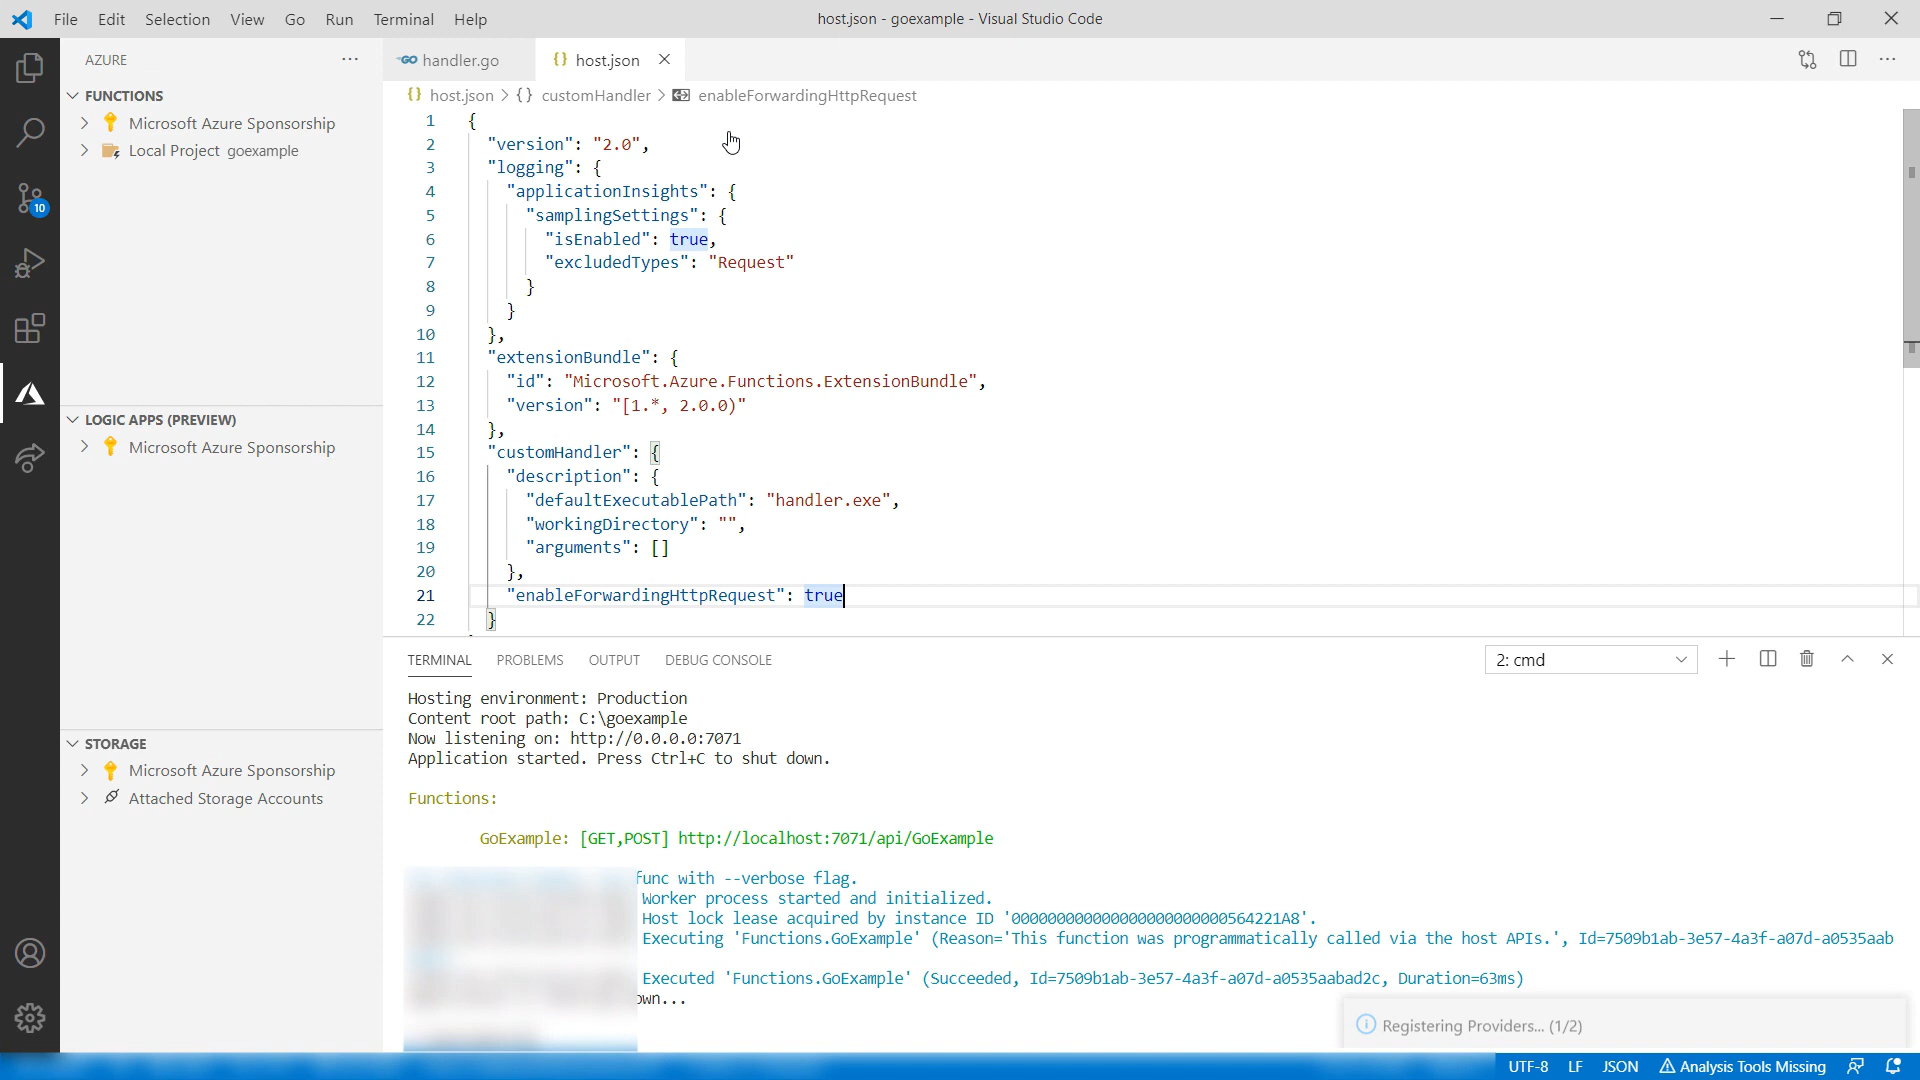 File Edit Selection View Go Run Terminal Help
host.json - goexample - Visual Studio Code
AZURE
FUNCTIONS
Microsoft Azure Sponsorship
Local Project goexample
LOGIC APPS (PREVIEW)
Microsoft Azure Sponsorship
STORAGE
Microsoft Azure Sponsorship
Attached Storage Accounts
10
handler.go
host.json
host.json > {} customHandler > enableForwardingHttpRequest
1 {
2 "version": "2.0",
3 "logging": {
4 "applicationInsights": {
5 "samplingSettings": {
6 "isEnabled": true,
7 "excludedTypes": "Request"
8 }
9 }
10 },
11 "extensionBundle": {
12 "id": "Microsoft.Azure.Functions.ExtensionBundle",
13 "version": "[1.*, 2.0.0)"
14 },
15 "customHandler": {
16 "description": {
17 "defaultExecutablePath": "handler.exe",
18 "workingDirectory": "",
19 "arguments": []
20 },
21 "enableForwardingHttpRequest": true
22 }
TERMINAL PROBLEMS OUTPUT DEBUG CONSOLE
2: cmd
Hosting environment: Production
Content root path: C:\goexample
Now listening on: http://0.0.0.0:7071
Application started. Press Ctrl+C to shut down.
Functions:
GoExample: [GET,POST] http://localhost:7071/api/GoExample
func with --verbose flag.
Worker process started and initialized.
Host lock lease acquired by instance ID '000000000000000000000000564221A8'.
Executing 'Functions.GoExample' (Reason='This function was programmatically called via the host APIs.', Id=7509b1ab-3e57-4a3f-a07d-a0535aab
Executed 'Functions.GoExample' (Succeeded, Id=7509b1ab-3e57-4a3f-a07d-a0535aabad2c, Duration=63ms)
own...
Registering Providers... (1/2)
UTF-8 LF JSON Analysis Tools Missing